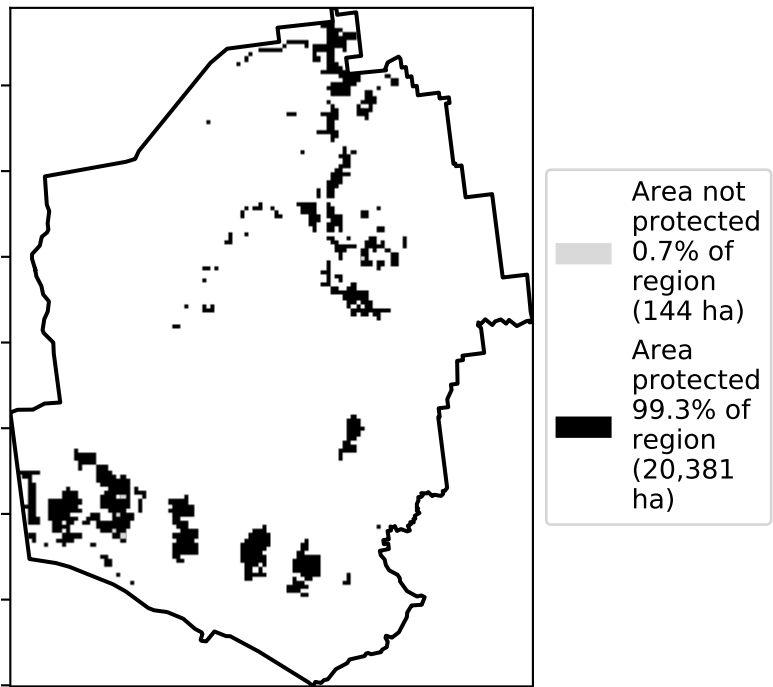 Area not
protected
0.7% of
region
(144 ha)
Area
protected
99.3% of
region
(20,381
ha)